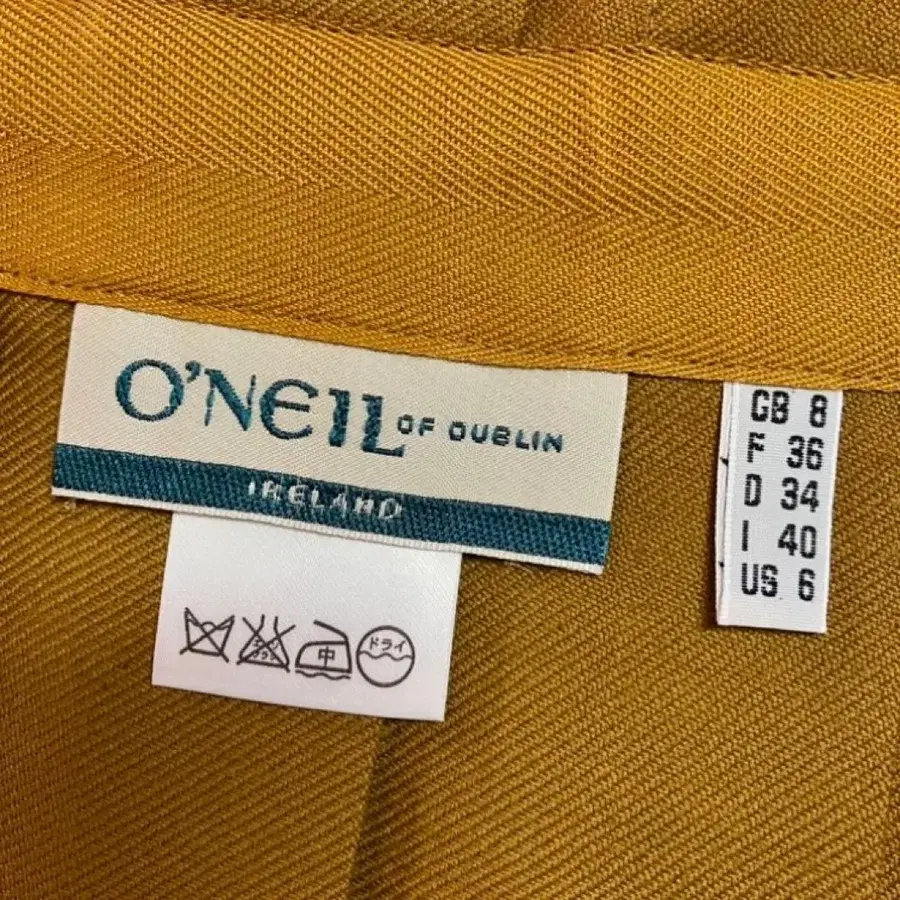 O'NEIL OF DUBLIN
IRELAND
GB 8
F 36
D 34
I 40
US 6
中
ドライ